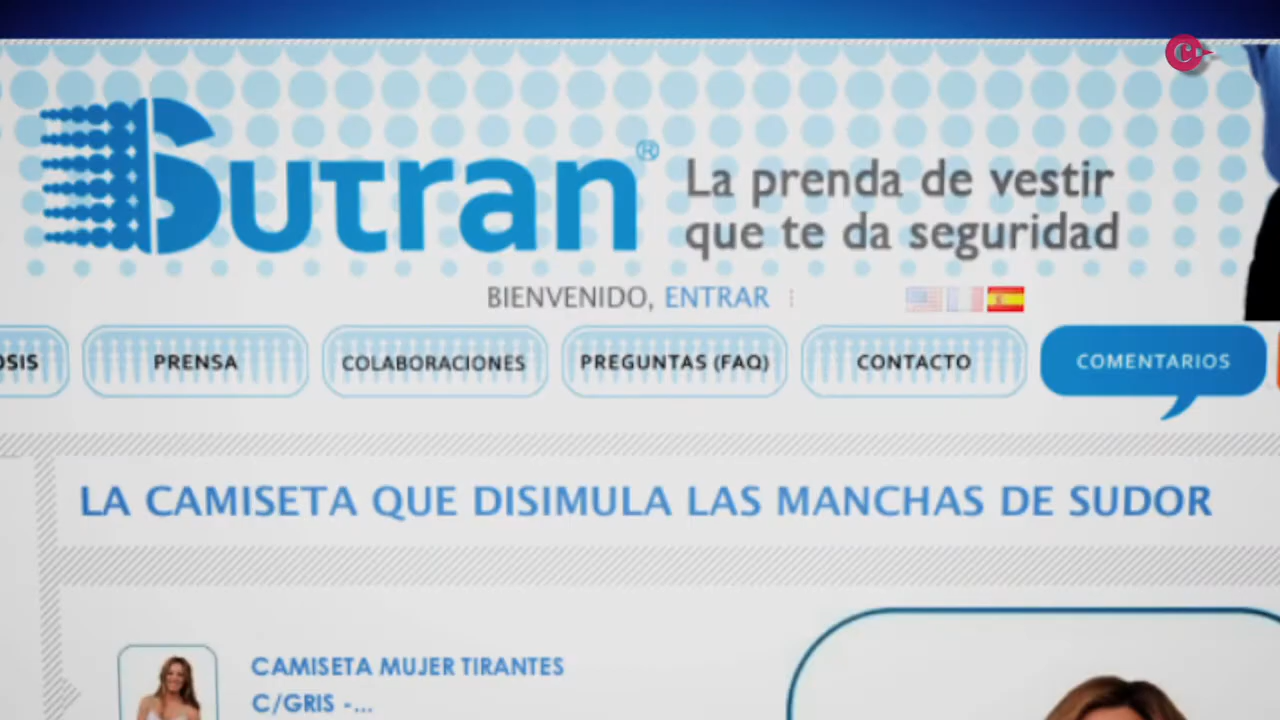 C
Sutran®
La prenda de vestir
que te da seguridad
BIENVENIDO, ENTRAR
OSIS
PRENSA
COLABORACIONES
PREGUNTAS (FAQ)
CONTACTO
COMENTARIOS
LA CAMISETA QUE DISIMULA LAS MANCHAS DE SUDOR
CAMISETA MUJER TIRANTES
C/GRIS -...